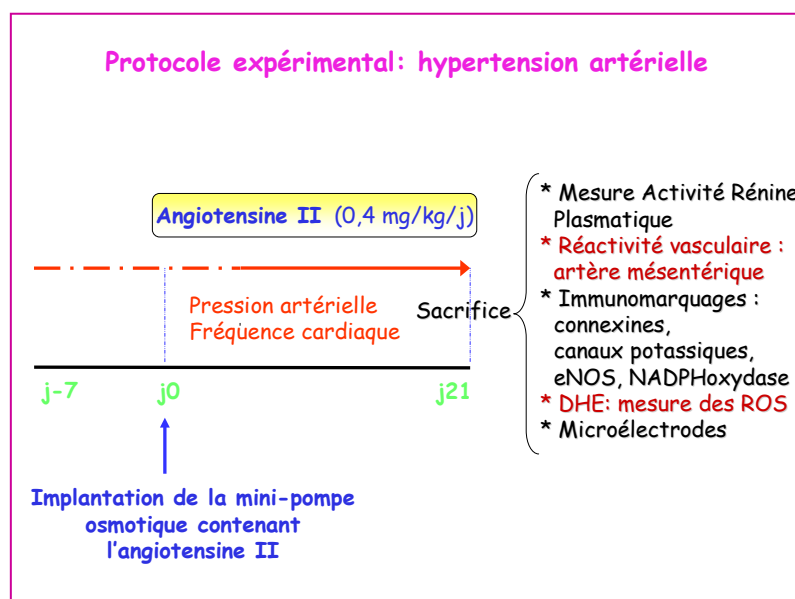 Protocole expérimental: hypertension artérielle
Angiotensine II (0,4 mg/kg/j)
Pression artérielle
Fréquence cardiaque
j-7
j0
j21
Implantation de la mini-pompe
osmotique contenant
l'angiotensine II
Sacrifice
* Mesure Activité Rénine
Plasmatique
* Réactivité vasculaire :
artère mésentérique
* Immunomarquages :
connexines,
canaux potassiques,
eNOS, NADPHoxydase
* DHE: mesure des ROS
* Microélectrodes